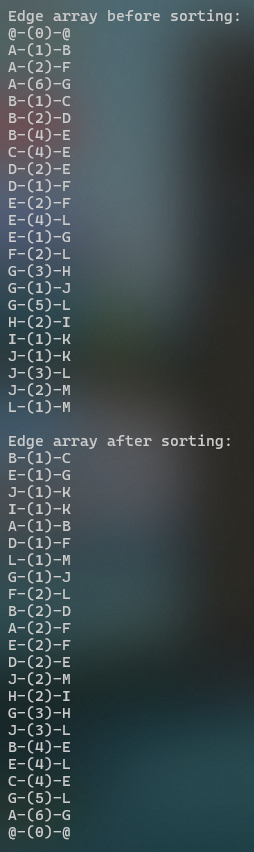 Edge array before sorting:
@-(0)-@
A-(1)-B
A-(2)-F
A-(6)-G
B-(1)-C
B-(2)-D
B-(4)-E
C-(4)-E
D-(2)-E
D-(1)-F
E-(2)-F
E-(4)-L
E-(1)-G
F-(2)-L
G-(3)-H
G-(1)-J
G-(5)-L
H-(2)-I
I-(1)-K
J-(1)-K
J-(3)-L
J-(2)-M
L-(1)-M

Edge array after sorting:
B-(1)-C
E-(1)-G
J-(1)-K
I-(1)-K
A-(1)-B
D-(1)-F
L-(1)-M
G-(1)-J
F-(2)-L
B-(2)-D
A-(2)-F
E-(2)-F
D-(2)-E
J-(2)-M
H-(2)-I
G-(3)-H
J-(3)-L
B-(4)-E
E-(4)-L
C-(4)-E
G-(5)-L
A-(6)-G
@-(0)-@